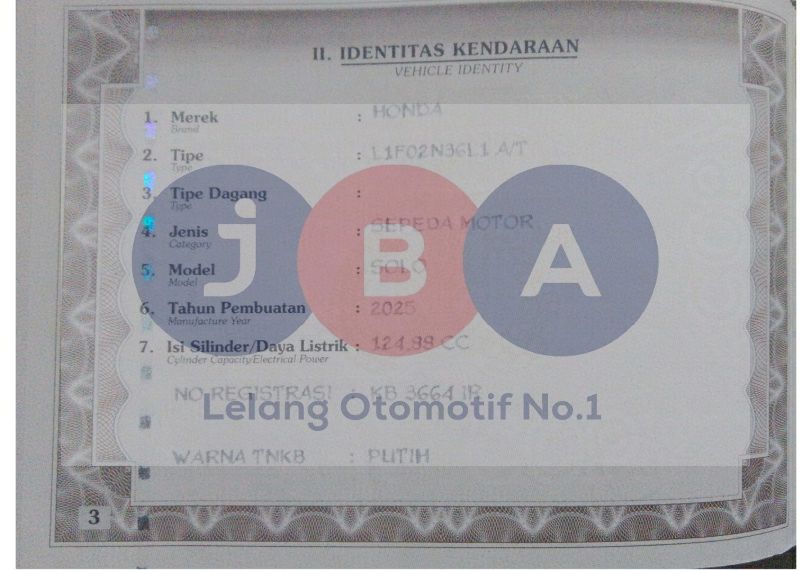 II. IDENTITAS KENDARAAN
VEHICLE IDENTITY
1. Merek : HONDA
Brand
2. Tipe : L1F02N36L1 A/T
Type
3. Tipe Dagang :
Type
4. Jenis : SEPEDA MOTOR
Category
5. Model : SOLO
Model
6. Tahun Pembuatan : 2025
Manufacture Year
7. Isi Silinder/Daya Listrik : 124.88 CC
Cylinder Capacity/Electrical Power
NO REGISTRASI : KB 3664 IR
WARNA TNKB : PUTIH
3
jBA
Lelang Otomotif No.1